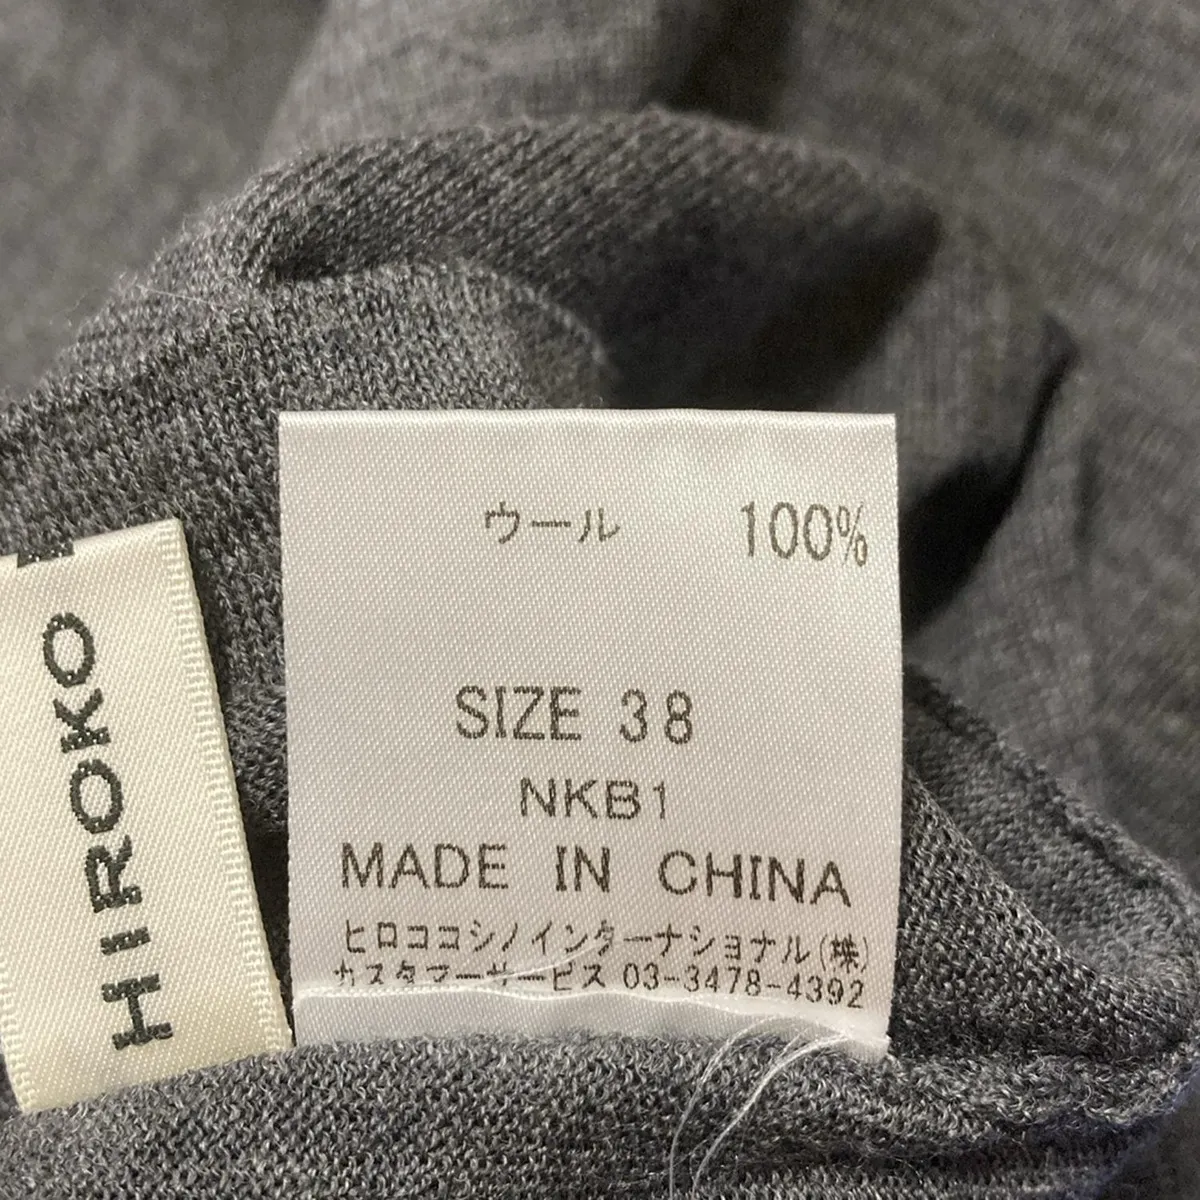 ウール 100%
SIZE 38
NKB1
MADE IN CHINA
ヒロココシノインターナショナル(株)
カスタマーサービス 03-3478-4392
HIROKO